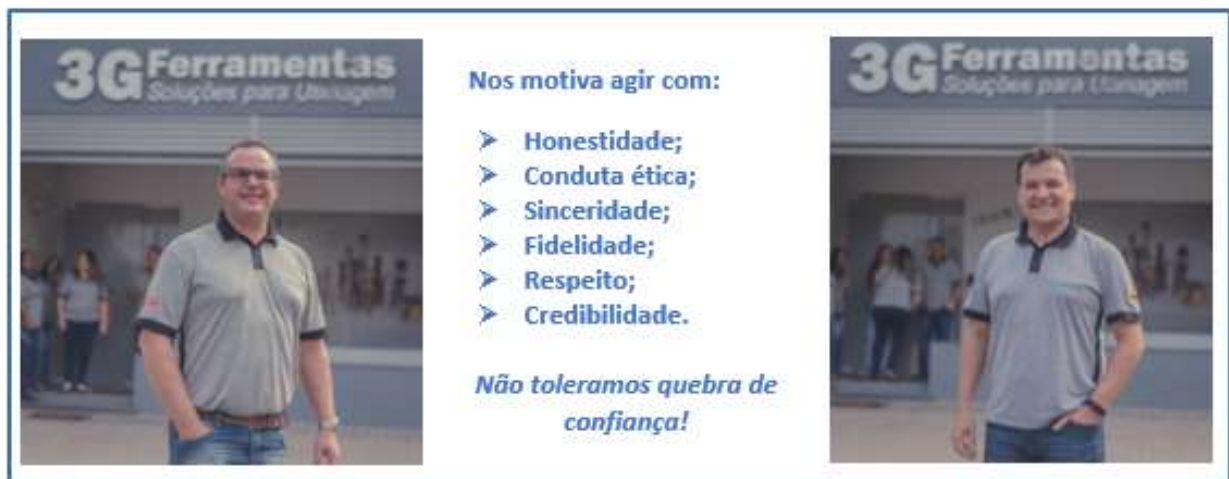 3G Ferramentas
Soluções para Usinagem
Nos motiva agir com:
➤ Honestidade;
➤ Conduta ética;
➤ Sinceridade;
➤ Fidelidade;
➤ Respeito;
➤ Credibilidade.
Não toleramos quebra de
confiança!
3G Ferramentas
Soluções para Usinagem